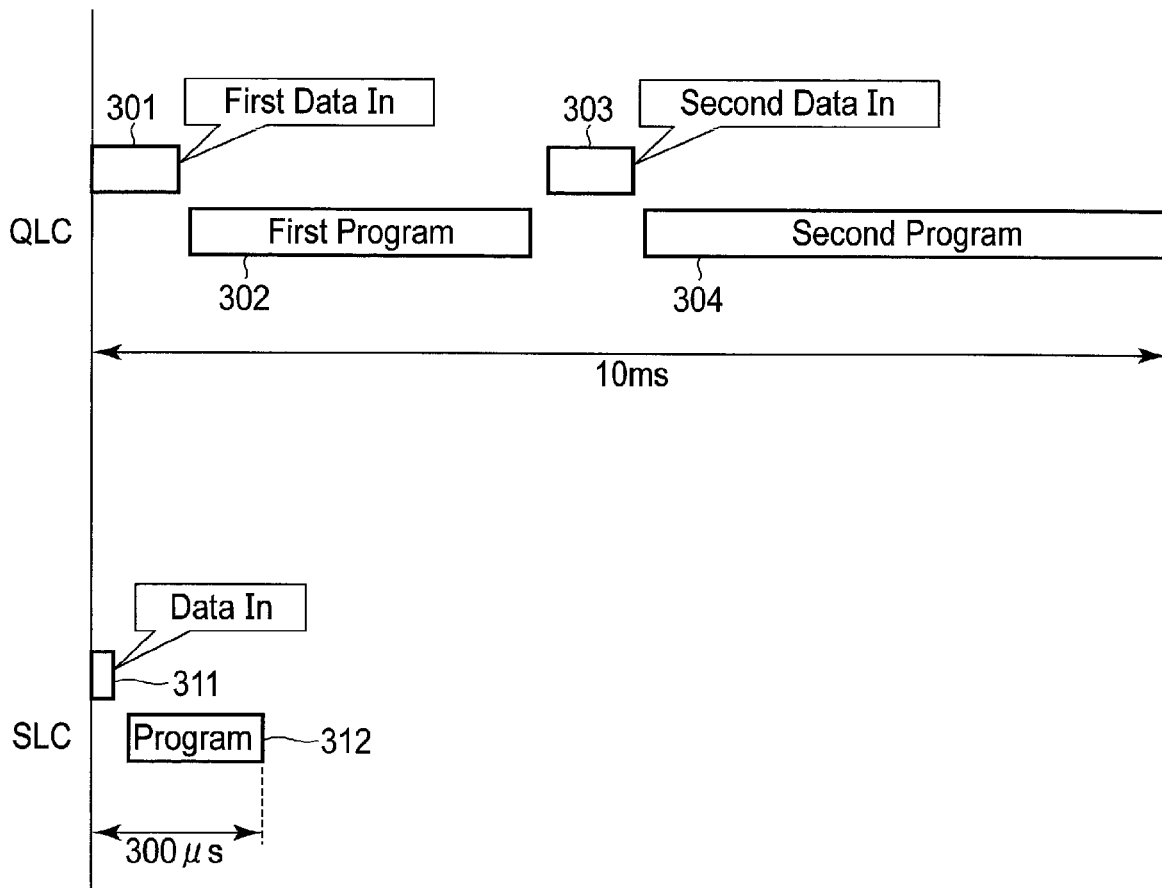 301
First Data In
303
Second Data In
QLC
First Program
Second Program
302
304
10ms
Data In
311
SLC
Program
312
300 μs